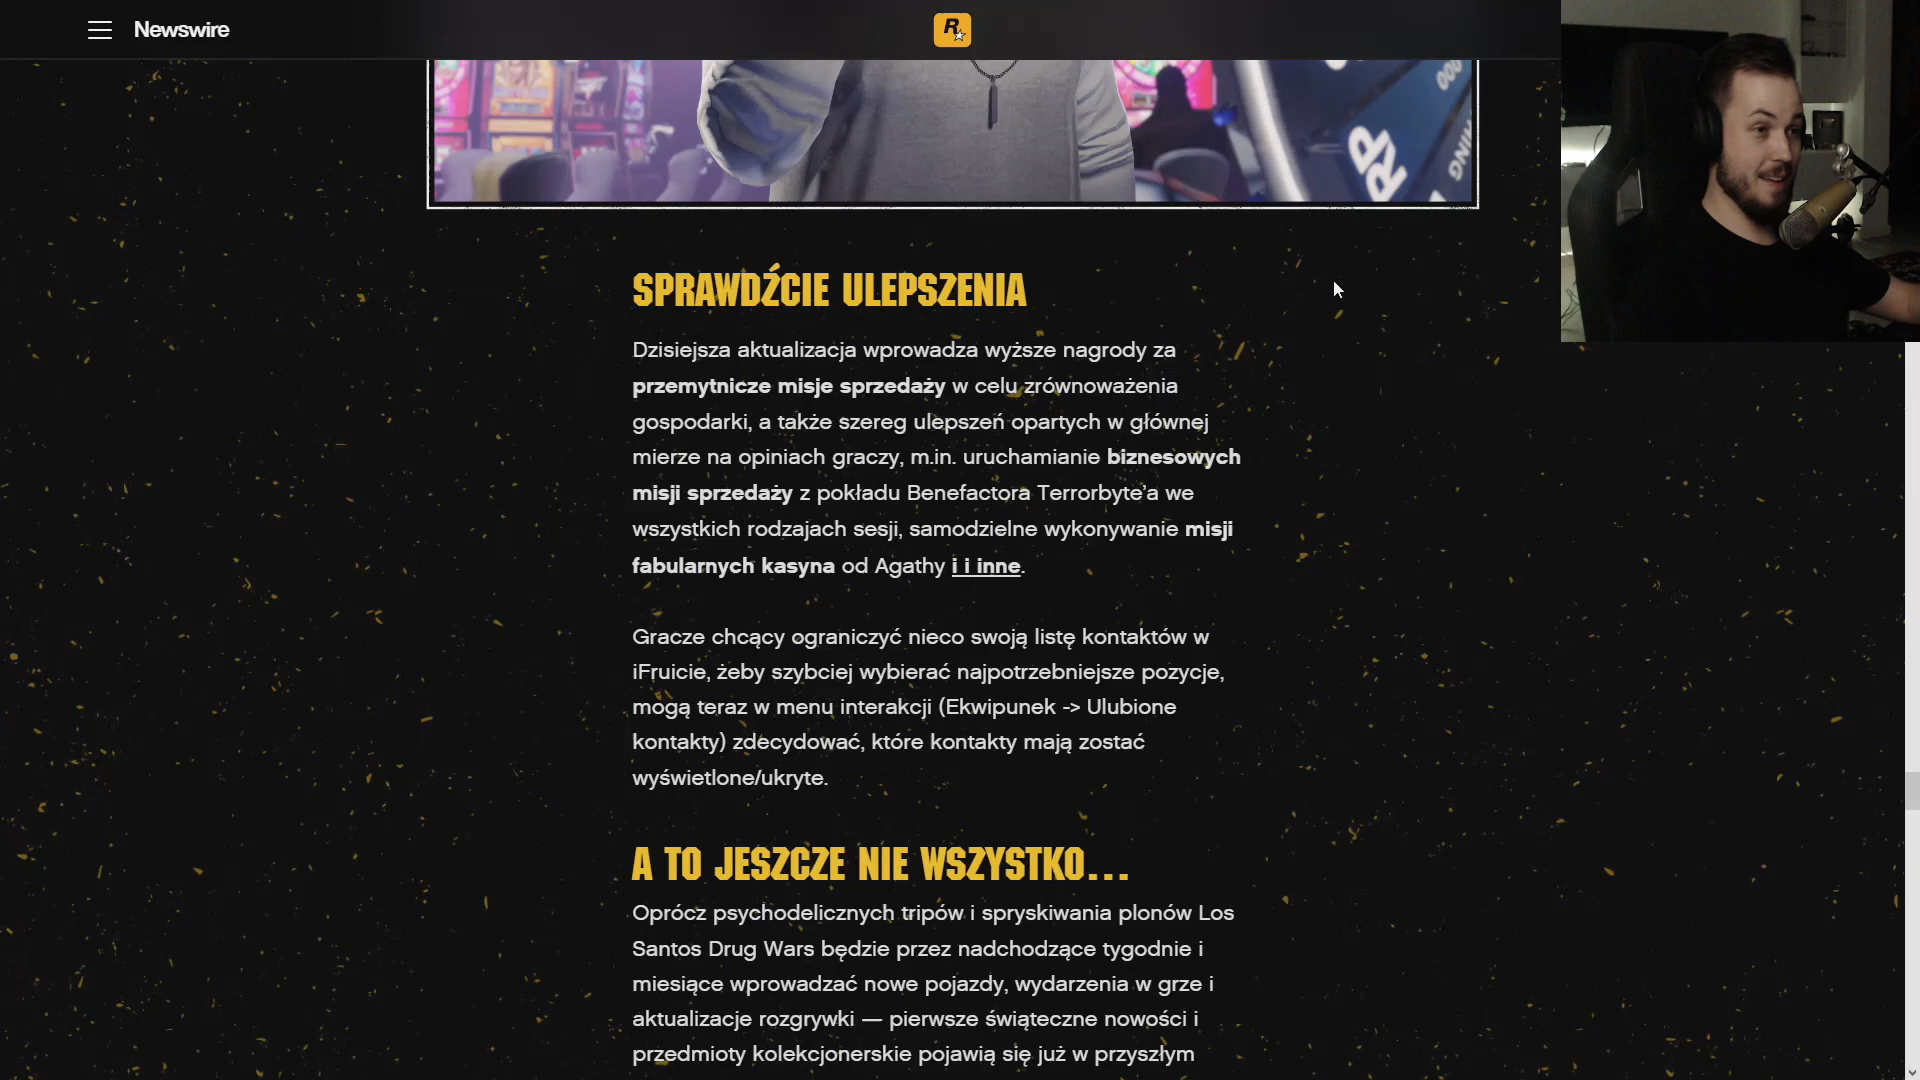 Newswire
R
000
RP
NING
SPRAWDŹCIE ULEPSZENIA
Dzisiejsza aktualizacja wprowadza wyższe nagrody za
przemytnicze misje sprzedaży w celu zrównoważenia
gospodarki, a także szereg ulepszeń opartych w głównej
mierze na opiniach graczy, m.in. uruchamianie biznesowych
misji sprzedaży z pokładu Benefactora Terrorbyte’a we
wszystkich rodzajach sesji, samodzielne wykonywanie misji
fabularnych kasyna od Agathy i i inne.
Gracze chcący ograniczyć nieco swoją listę kontaktów w
iFruicie, żeby szybciej wybierać najpotrzebniejsze pozycje,
mogą teraz w menu interakcji (Ekwipunek -> Ulubione
kontakty) zdecydować, które kontakty mają zostać
wyświetlone/ukryte.
A TO JESZCZE NIE WSZYSTKO...
Oprócz psychodelicznych tripów i spryskiwania plonów Los
Santos Drug Wars będzie przez nadchodzące tygodnie i
miesiące wprowadzać nowe pojazdy, wydarzenia w grze i
aktualizacje rozgrywki — pierwsze świąteczne nowości i
przedmioty kolekcjonerskie pojawią się już w przyszłym